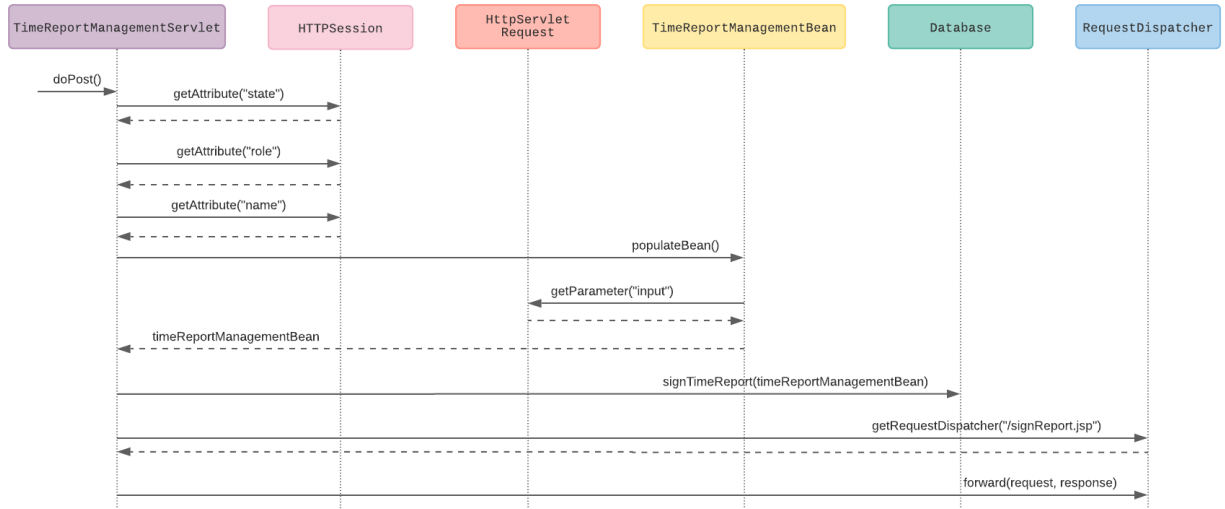 TimeReportManagementServlet
HTTPSession
HttpServlet
Request
TimeReportManagementBean
Database
RequestDispatcher
doPost()
getAttribute("state")
getAttribute("role")
getAttribute("name")
populateBean()
getParameter("input")
timeReportManagementBean
signTimeReport(timeReportManagementBean)
getRequestDispatcher("/signReport.jsp")
forward(request, response)